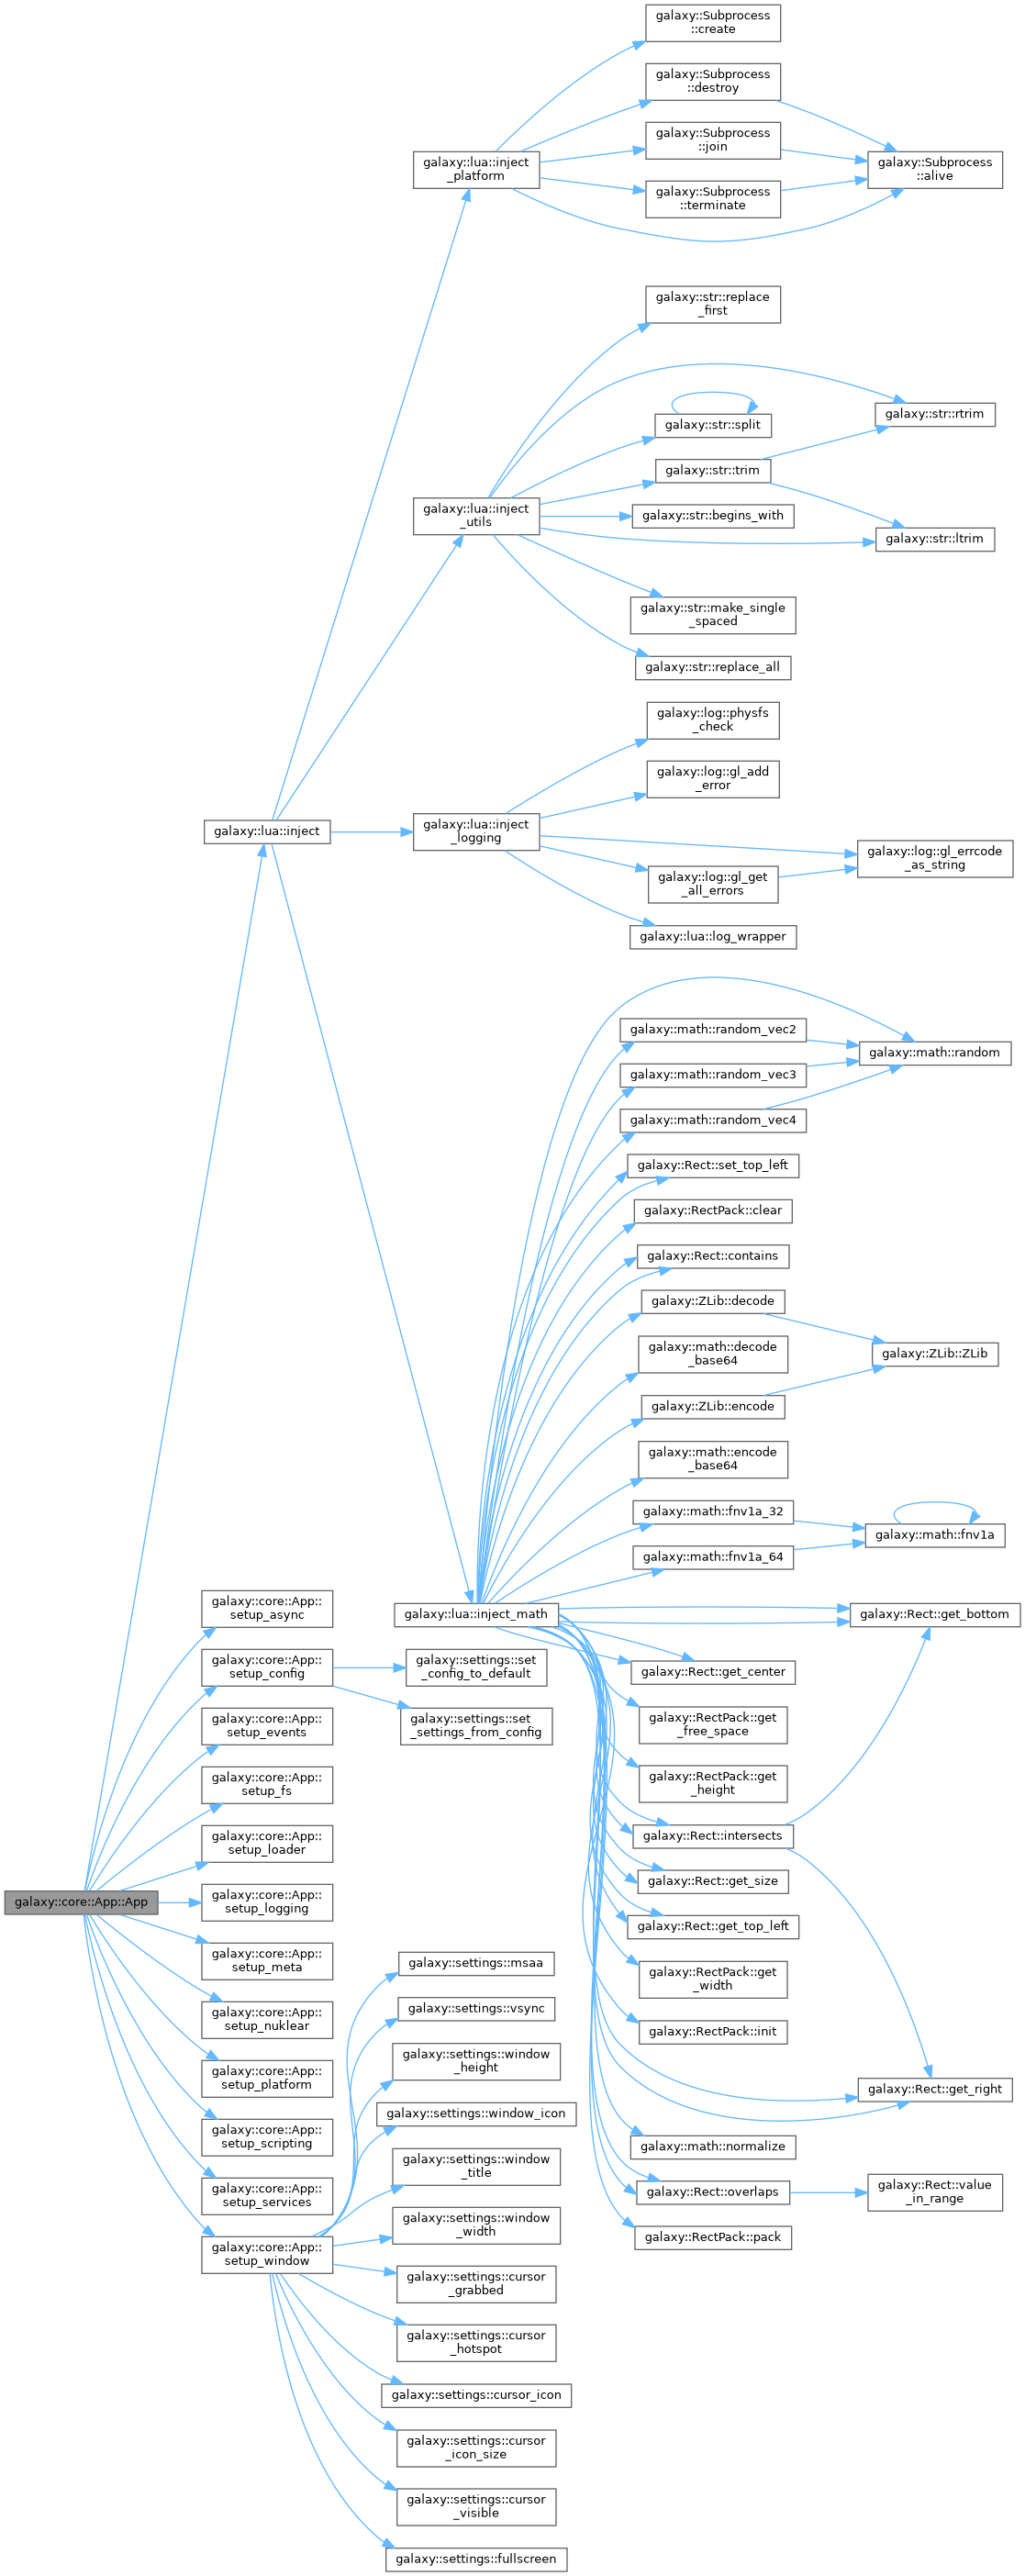 galaxy::Subprocess
::create
galaxy::Subprocess
::destroy
galaxy::Subprocess
::join
galaxy::lua::inject
_platform
galaxy::Subprocess
::alive
galaxy::Subprocess
::terminate
galaxy::str::replace
_first
galaxy::str::rtrim
galaxy::str::split
galaxy::str::trim
galaxy::lua::inject
_utils
galaxy::str::begins_with
galaxy::str::ltrim
galaxy::str::make_single
_spaced
galaxy::str::replace_all
galaxy::log::physfs
_check
galaxy::log::gl_add
_error
galaxy::lua::inject
galaxy::lua::inject
_logging
galaxy::log::gl_errcode
_as_string
galaxy::log::gl_get
_all_errors
galaxy::lua::log_wrapper
galaxy::math::random_vec2
galaxy::math::random
galaxy::math::random_vec3
galaxy::math::random_vec4
galaxy::Rect::set_top_left
galaxy::RectPack::clear
galaxy::Rect::contains
galaxy::ZLib::decode
galaxy::math::decode
_base64
galaxy::ZLib::ZLib
galaxy::ZLib::encode
galaxy::math::encode
_base64
galaxy::math::fnv1a_32
galaxy::math::fnv1a
galaxy::math::fnv1a_64
galaxy::core::App::
setup_async
galaxy::lua::inject_math
galaxy::Rect::get_bottom
galaxy::core::App::
setup_config
galaxy::settings::set
_config_to_default
galaxy::Rect::get_center
galaxy::core::App::
setup_events
galaxy::settings::set
_settings_from_config
galaxy::RectPack::get
_free_space
galaxy::core::App::
setup_fs
galaxy::RectPack::get
_height
galaxy::core::App::
setup_loader
galaxy::Rect::intersects
galaxy::Rect::get_size
galaxy::core::App::App
galaxy::core::App::
setup_logging
galaxy::Rect::get_top_left
galaxy::core::App::
setup_meta
galaxy::settings::msaa
galaxy::RectPack::get
_width
galaxy::core::App::
setup_nuklear
galaxy::settings::vsync
galaxy::RectPack::init
galaxy::core::App::
setup_platform
galaxy::settings::window
_height
galaxy::Rect::get_right
galaxy::core::App::
setup_scripting
galaxy::settings::window_icon
galaxy::math::normalize
galaxy::core::App::
setup_services
galaxy::settings::window
_title
galaxy::Rect::overlaps
galaxy::Rect::value
_in_range
galaxy::core::App::
setup_window
galaxy::settings::window
_width
galaxy::RectPack::pack
galaxy::settings::cursor
_grabbed
galaxy::settings::cursor
_hotspot
galaxy::settings::cursor_icon
galaxy::settings::cursor
_icon_size
galaxy::settings::cursor
_visible
galaxy::settings::fullscreen